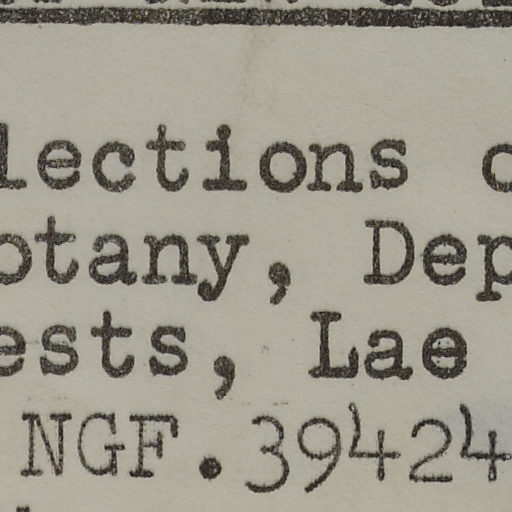 lections o
otany, Dep
ests, Lae
NGF.39424